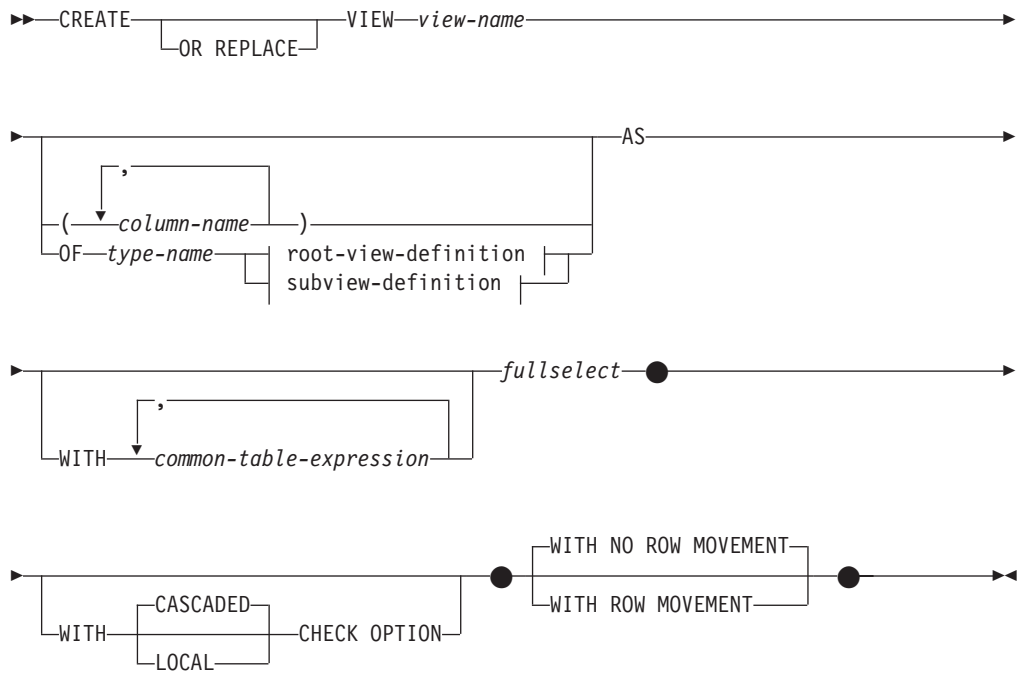 CREATE OR REPLACE VIEW view-name
AS
,
( column-name )
OF type-name root-view-definition
subview-definition
fullselect
,
WITH common-table-expression
WITH NO ROW MOVEMENT
CASCADED WITH ROW MOVEMENT
WITH CHECK OPTION
LOCAL